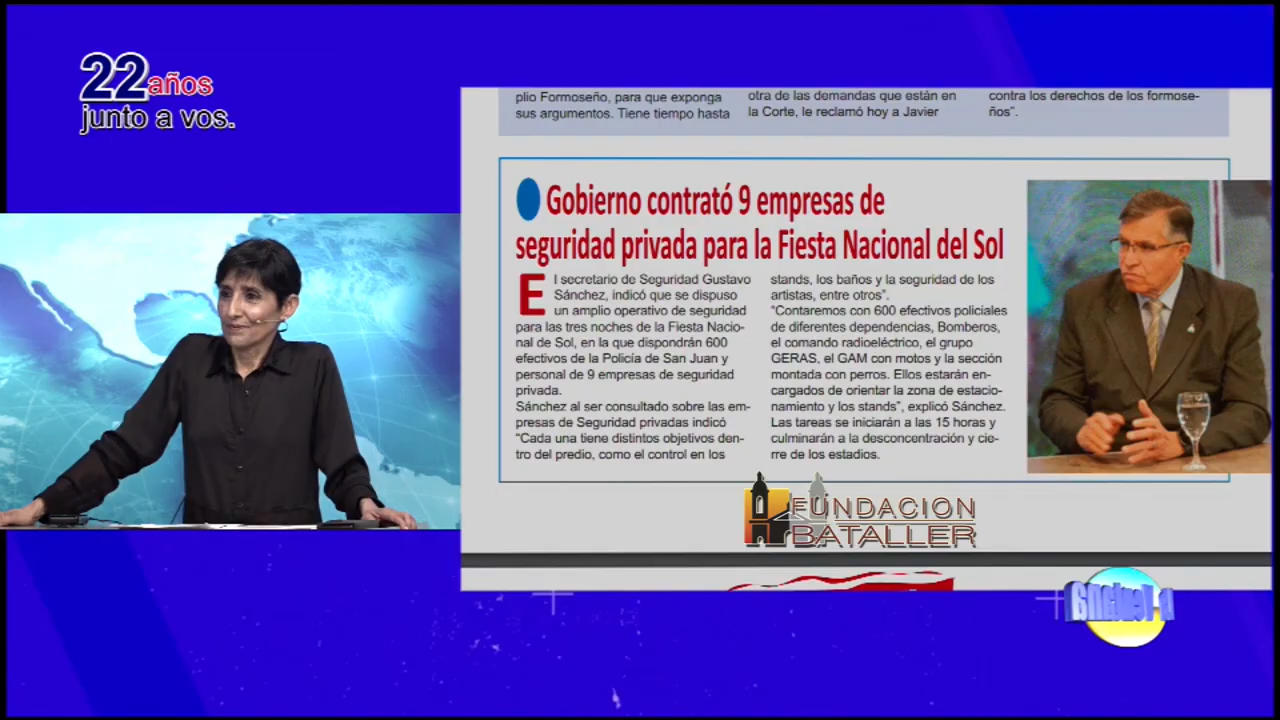 22 años
junto a vos.
plio Formoseño, para que exponga
sus argumentos. Tiene tiempo hasta
otra de las demandas que están en
la Corte, le reclamó hoy a Javier
contra los derechos de los formose-
ños".
Gobierno contrató 9 empresas de
seguridad privada para la Fiesta Nacional del Sol
El secretario de Seguridad Gustavo
Sánchez, indicó que se dispuso
un amplio operativo de seguridad
para las tres noches de la Fiesta Nacio-
nal de Sol, en la que dispondrán 600
efectivos de la Policía de San Juan y
personal de 9 empresas de seguridad
privada.
Sánchez al ser consultado sobre las em-
presas de Seguridad privadas indicó
"Cada una tiene distintos objetivos den-
tro del predio, como el control en los
stands, los baños y la seguridad de los
artistas, entre otros".
"Contaremos con 600 efectivos policiales
de diferentes dependencias, Bomberos,
el comando radioeléctrico, el grupo
GERAS, el GAM con motos y la sección
montada con perros. Ellos estarán en-
cargados de orientar la zona de estacio-
namiento y los stands", explicó Sánchez.
Las tareas se iniciarán a las 15 horas y
culminarán a la desconcentración y cie-
rre de los estadios.
FUNDACION
BATALLER